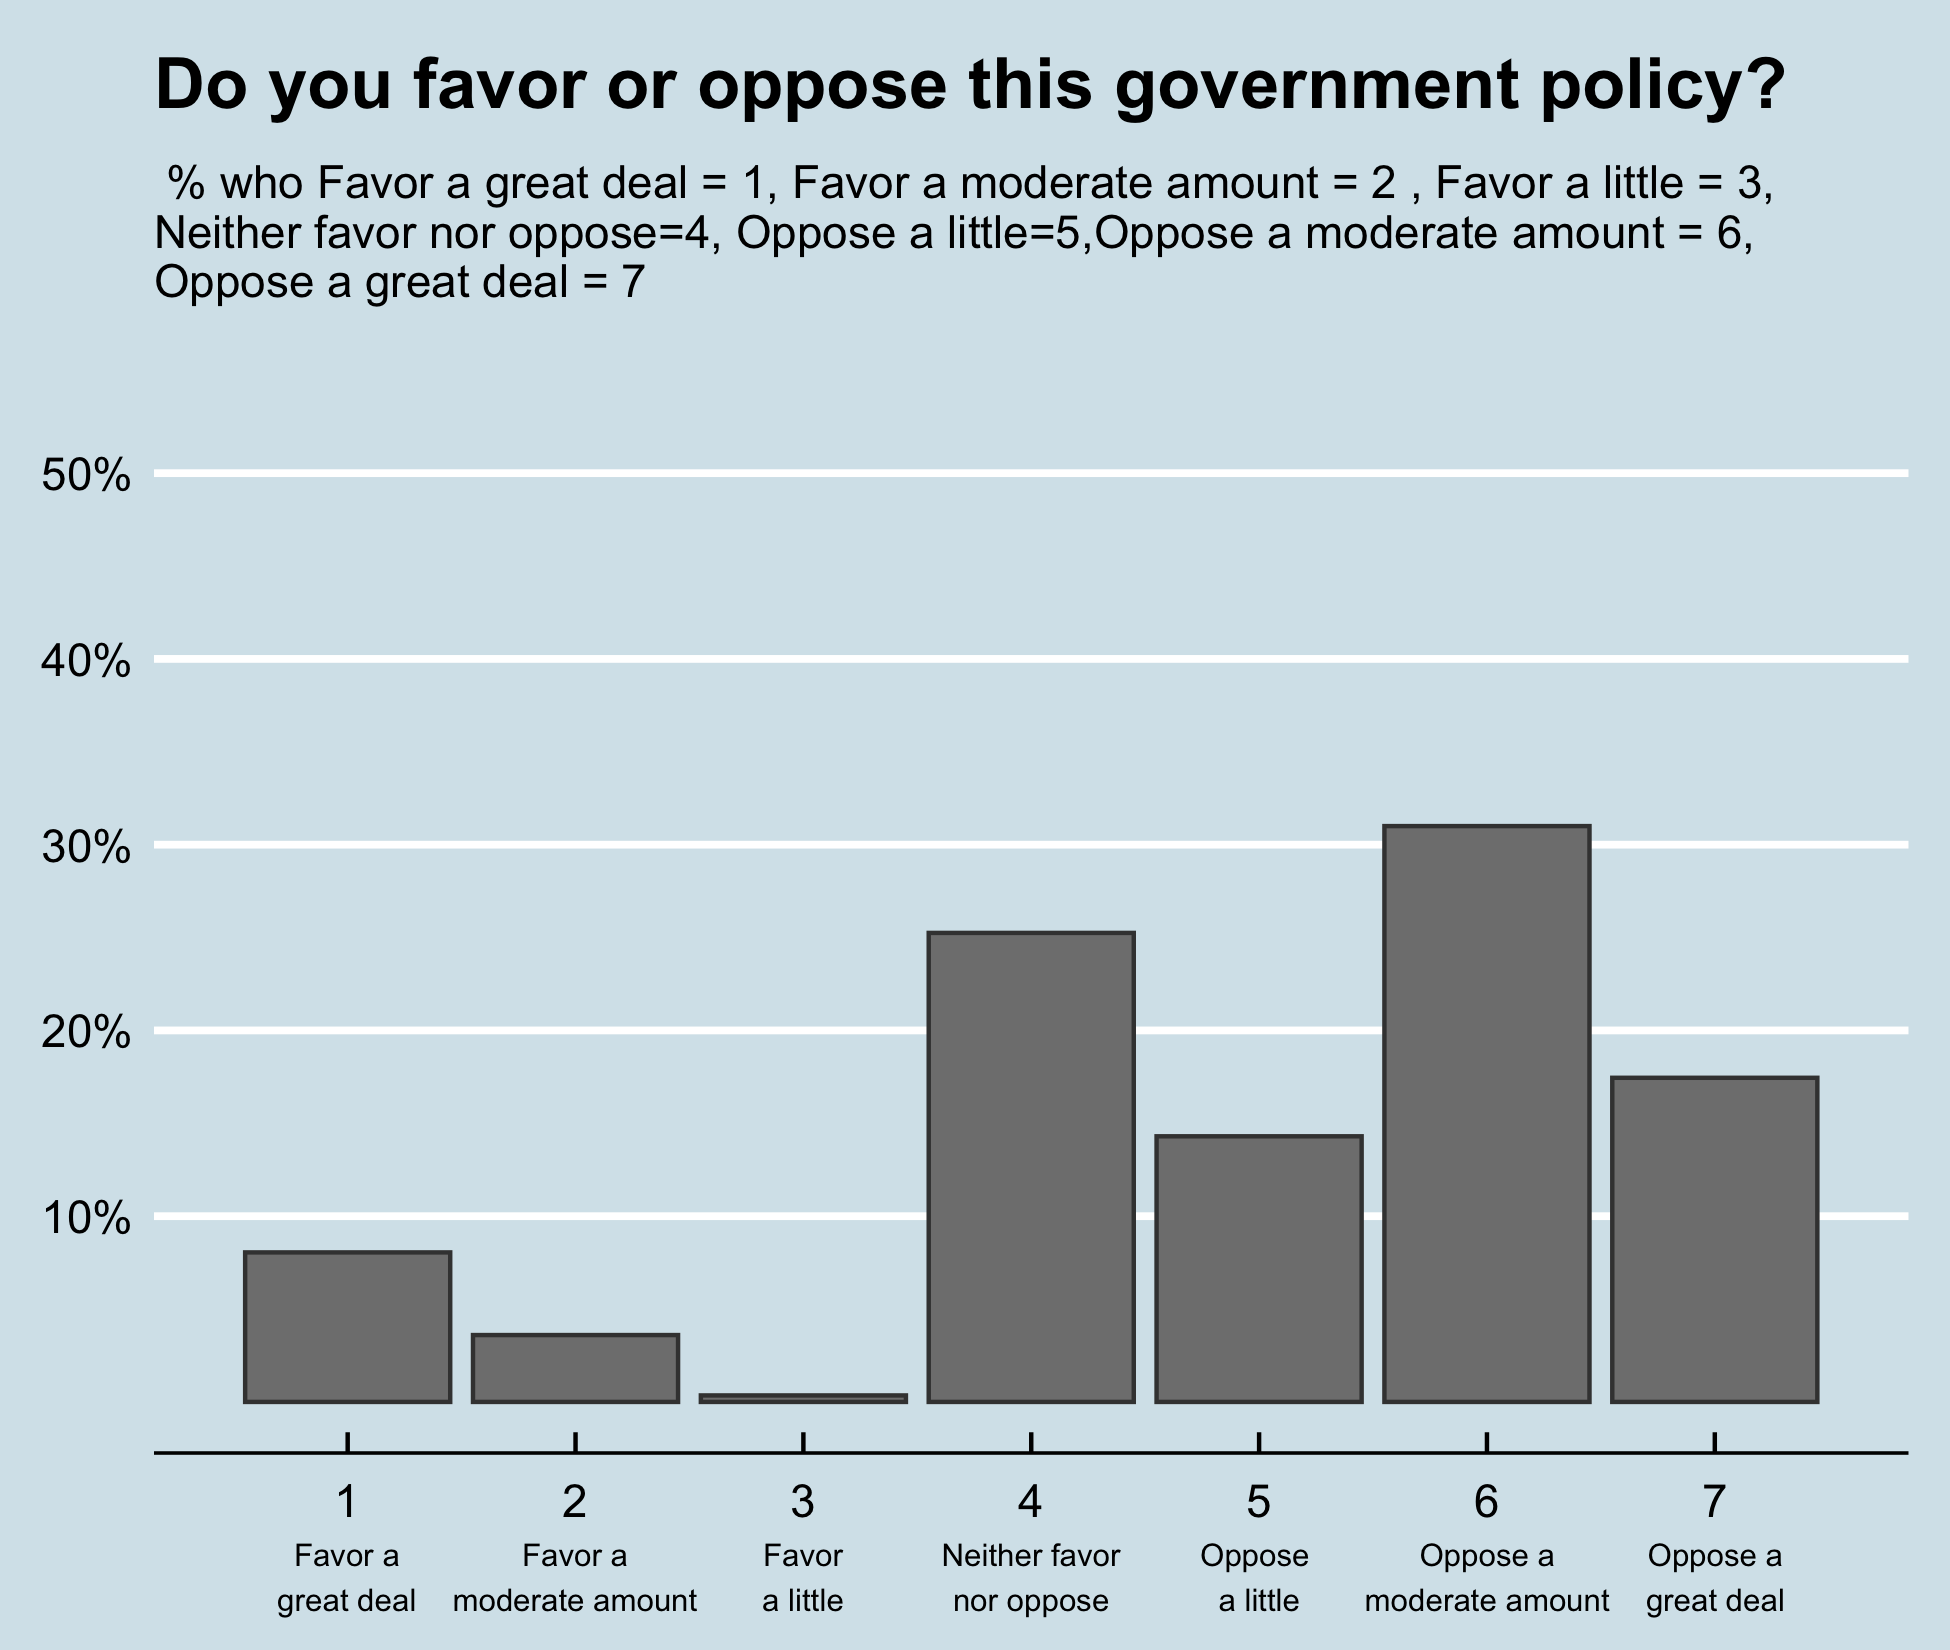 Do you favor or oppose this government policy?
% who Favor a great deal = 1, Favor a moderate amount = 2 , Favor a little = 3,
Neither favor nor oppose=4, Oppose a little=5,Oppose a moderate amount = 6,
Oppose a great deal = 7
50%
40%
30%
20%
10%
1 2 3 4 5 6 7
Favor a Favor a Favor Neither favor Oppose Oppose a Oppose a
great deal moderate amount a little nor oppose a little moderate amount great deal